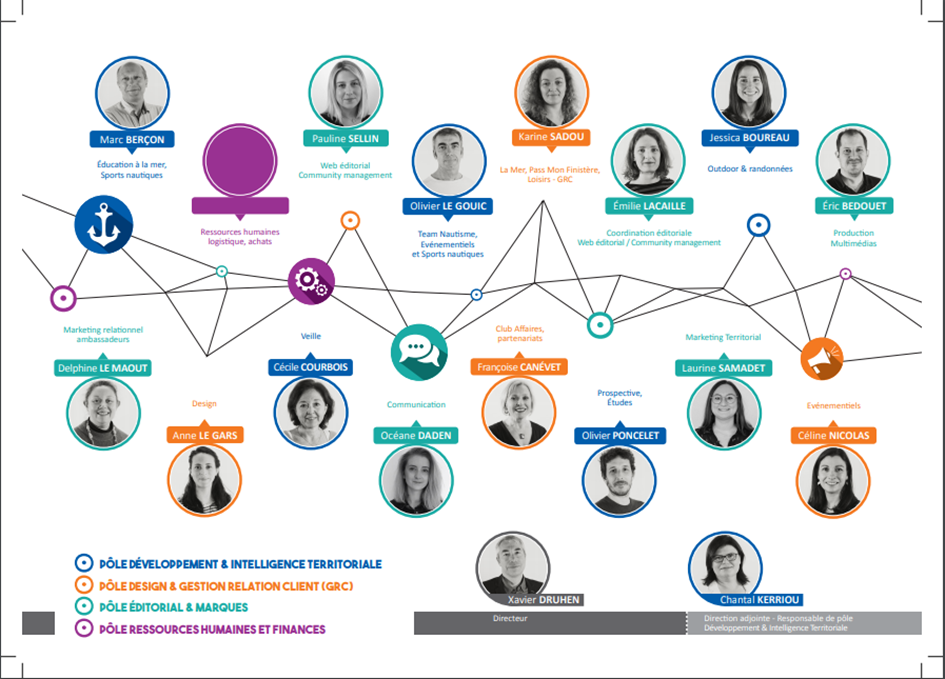 Marc BERÇON
Éducation à la mer,
Sports nautiques
Ressources humaines
logistique, achats
Pauline SELLIN
Web éditorial
Community management
Olivier LE GOUIC
Team Nautisme,
Evénementiels
et Sports nautiques
Karine SADOU
La Mer, Pass Mon Finistère,
Loisirs - GRC
Émilie LACAILLE
Coordination éditoriale
Web éditorial / Community management
Jessica BOUREAU
Outdoor & randonnées
Éric BEDOUET
Production
Multimédias
Marketing relationnel
ambassadeurs
Delphine LE MAOUT
Design
Anne LE GARS
Veille
Cécile COURBOIS
Communication
Océane DADEN
Club Affaires,
partenariats
Françoise CANÉVET
Prospective,
Études
Olivier PONCELET
Marketing Territorial
Laurine SAMADET
Evénementiels
Céline NICOLAS
PÔLE DÉVELOPPEMENT & INTELLIGENCE TERRITORIALE
PÔLE DESIGN & GESTION RELATION CLIENT (GRC)
PÔLE ÉDITORIAL & MARQUES
PÔLE RESSOURCES HUMAINES ET FINANCES
Xavier DRUHEN
Directeur
Chantal KERRIOU
Direction adjointe - Responsable de pôle
Développement & Intelligence Territoriale